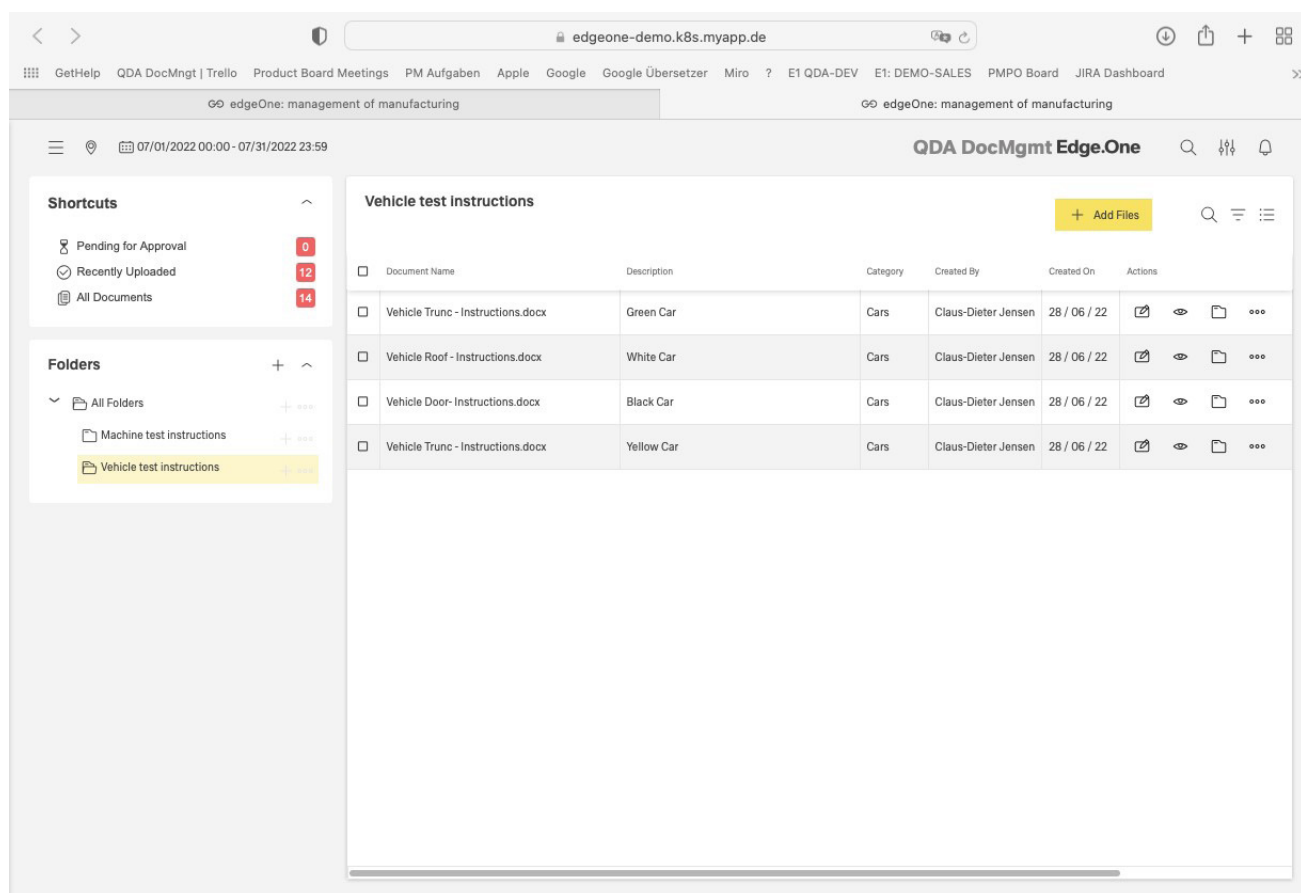 edgeone-demo.k8s.myapp.de
GetHelp QDA DocMngt | Trello Product Board Meetings PM Aufgaben Apple Google Google Übersetzer Miro ? E1 QDA-DEV E1: DEMO-SALES PMPO Board JIRA Dashboard
edgeOne: management of manufacturing edgeOne: management of manufacturing
07/01/2022 00:00 - 07/31/2022 23:59 QDA DocMgmt Edge.One
Shortcuts
Pending for Approval 0
Recently Uploaded 12
All Documents 14
Folders
All Folders
Machine test instructions
Vehicle test instructions
Vehicle test instructions
+ Add Files
Document Name Description Category Created By Created On Actions
Vehicle Trunc - Instructions.docx Green Car Cars Claus-Dieter Jensen 28 / 06 / 22
Vehicle Roof - Instructions.docx White Car Cars Claus-Dieter Jensen 28 / 06 / 22
Vehicle Door- Instructions.docx Black Car Cars Claus-Dieter Jensen 28 / 06 / 22
Vehicle Trunc - Instructions.docx Yellow Car Cars Claus-Dieter Jensen 28 / 06 / 22